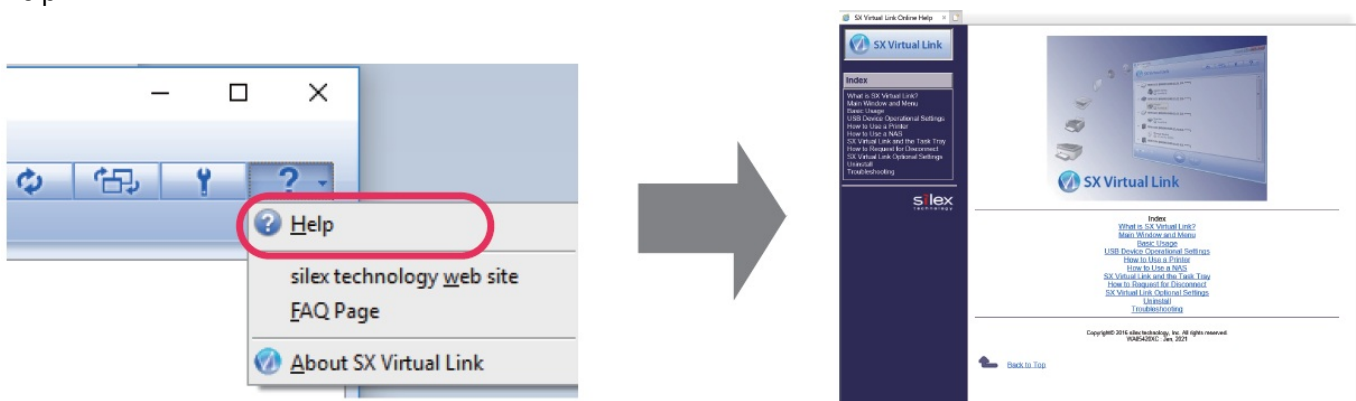 ?
Help
silex technology web site
FAQ Page
About SX Virtual Link
SX Virtual Link Online Help
SX Virtual Link
Index
What is SX Virtual Link?
Main Window and Menu
Basic Usage
USB Device Operational Settings
How to Use a Printer
How to Use a NAS
SX Virtual Link and the Task Tray
How to Request for Disconnect
SX Virtual Link Optional Settings
Uninstall
Troubleshooting
silex
technology
SX Virtual Link
Index
What is SX Virtual Link?
Main Window and Menu
Basic Usage
USB Device Operational Settings
How to Use a Printer
How to Use a NAS
SX Virtual Link and the Task Tray
How to Request for Disconnect
SX Virtual Link Optional Settings
Uninstall
Troubleshooting
Copyright© 2016 silex technology, Inc. All rights reserved.
WA85420XC Jan, 2021
Back to Top